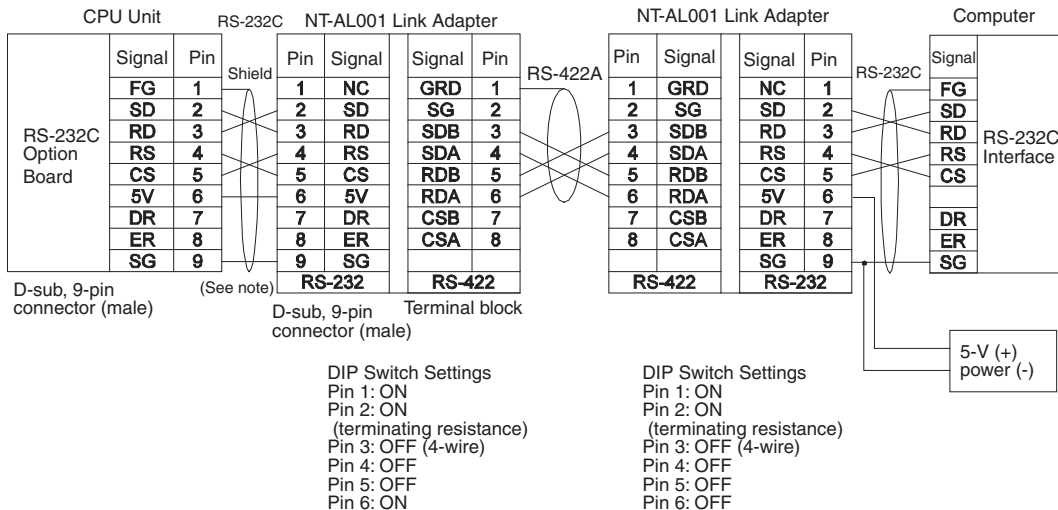 CPU Unit RS-232C NT-AL001 Link Adapter NT-AL001 Link Adapter Computer
Signal Pin Pin Signal Signal Pin Pin Signal Signal Pin Signal
Shield RS-422A RS-232C
FG 1 1 NC GRD 1 1 GRD NC 1 FG
SD 2 2 SD SG 2 2 SG SD 2 SD
RS-232C Option Board RD 3 3 RD SDB 3 3 SDB RD 3 RD RS-232C Interface
RS 4 4 RS SDA 4 4 SDA RS 4 RS
CS 5 5 CS RDB 5 5 RDB CS 5 CS
5V 6 6 5V RDA 6 6 RDA 5V 6
DR 7 7 DR CSB 7 7 CSB DR 7 DR
ER 8 8 ER CSA 8 8 CSA ER 8 ER
SG 9 9 SG SG 9 SG
(See note) RS-232 RS-422 RS-422 RS-232
D-sub, 9-pin
connector (male)
D-sub, 9-pin
connector (male)
Terminal block
5-V (+)
power (-)
DIP Switch Settings
Pin 1: ON
Pin 2: ON
(terminating resistance)
Pin 3: OFF (4-wire)
Pin 4: OFF
Pin 5: OFF
Pin 6: ON
DIP Switch Settings
Pin 1: ON
Pin 2: ON
(terminating resistance)
Pin 3: OFF (4-wire)
Pin 4: OFF
Pin 5: OFF
Pin 6: OFF